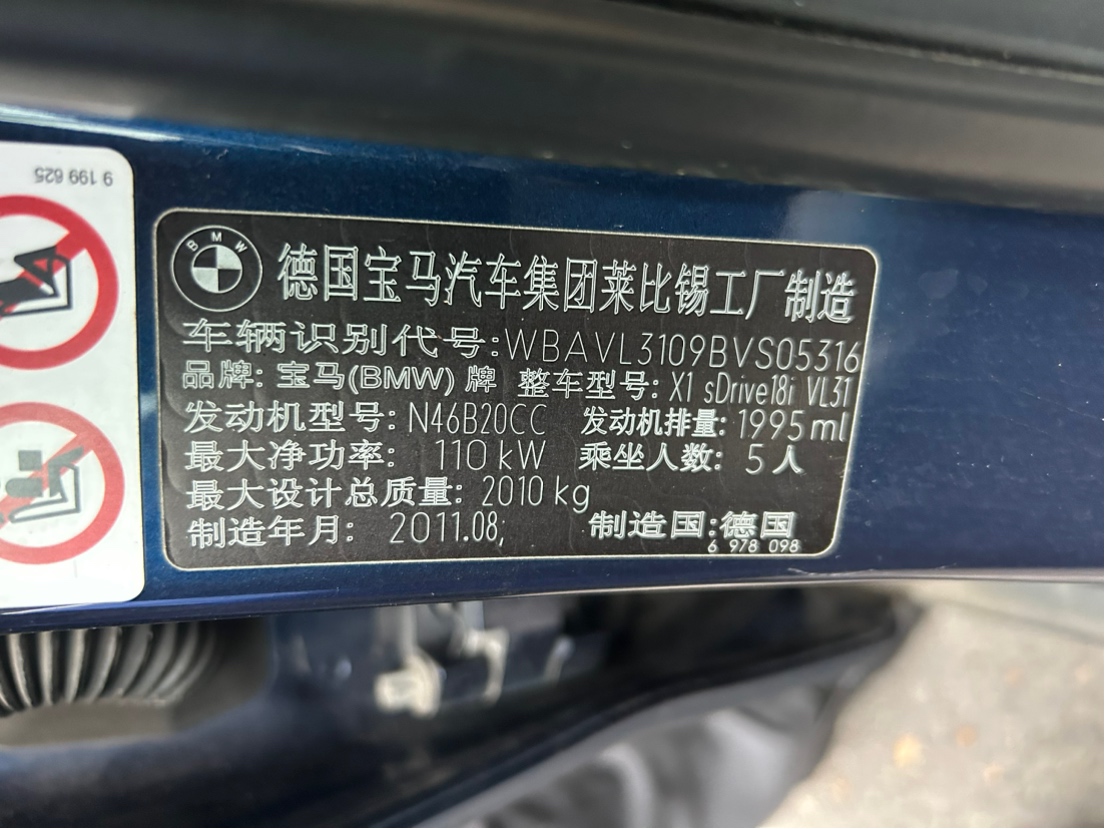 9 199 625
BMW
德国宝马汽车集团莱比锡工厂制造
车辆识别代号:WBAVL3109BVS05316
品牌: 宝马(BMW) 牌 整车型号: X1 sDrive18i VL31
发动机型号: N46B20CC 发动机排量: 1995 ml
最大净功率: 110 kW 乘坐人数: 5 人
最大设计总质量: 2010 kg
制造年月: 2011.08; 制造国:德国
6 978 098